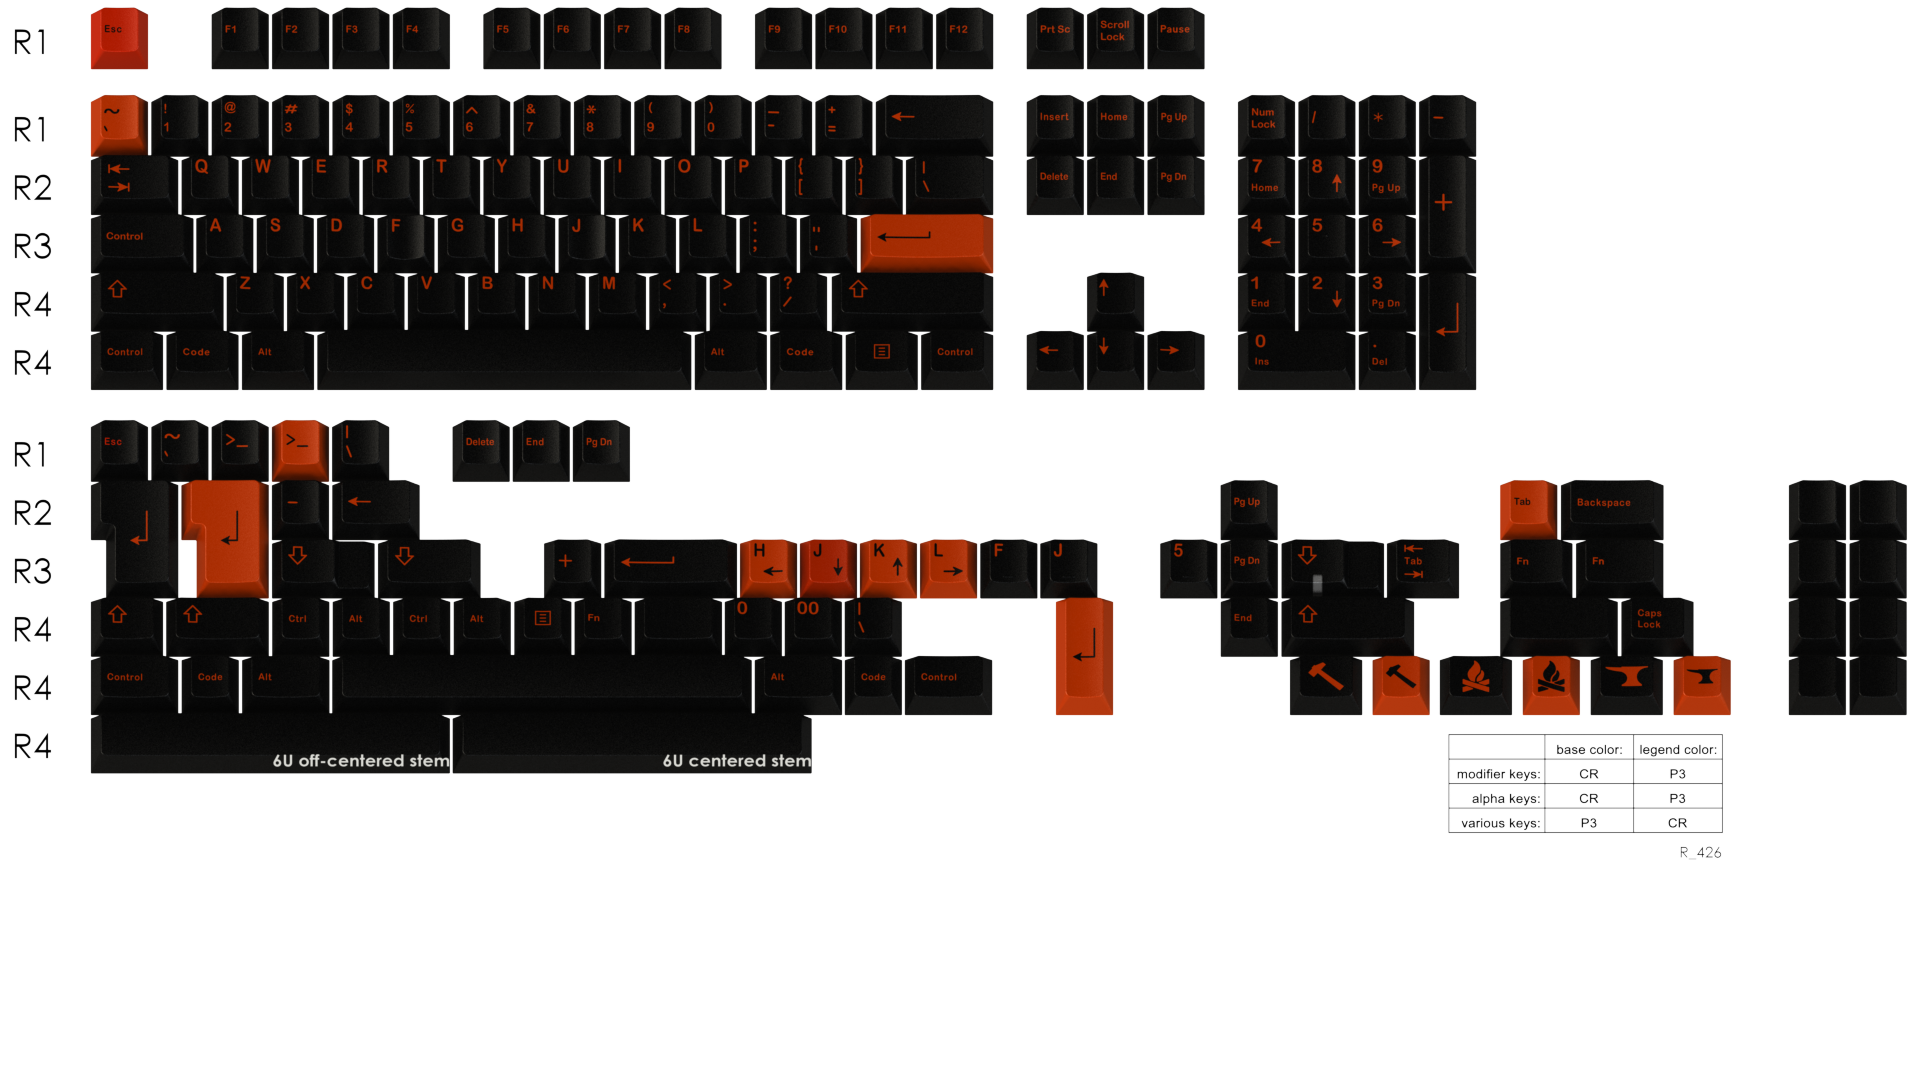 R1 Esc F1 F2 F3 F4 F5 F6 F7 F8 F9 F10 F11 F12 Prt Sc Scroll Lock Pause
R1 ~ ` ! 1 @ 2 # 3 $ 4 % 5 ^ 6 & 7 * 8 ( 9 ) 0 _ - + = ← Insert Home Pg Up Num Lock / * -
R2 Q W E R T Y U I O P { [ } ] | \ Delete End Pg Dn 7 Home 8 ↑ 9 Pg Up +
R3 Control A S D F G H J K L : ; " ' 4 ← 5 6 →
R4 ⇧ Z X C V B N M < , > . ? / ⇧ ↑ 1 End 2 ↓ 3 Pg Dn
R4 Control Code Alt Alt Code Control ← ↓ → 0 Ins . Del
R1 Esc ~ ` >_ >_ | \ Delete End Pg Dn
R2 - ← Pg Up Tab Backspace
R3 ⇩ ⇩ + H ← J ↓ K ↑ L → F J 5 Pg Dn ⇩ Tab Fn Fn
R4 ⇧ ⇧ Ctrl Alt Ctrl Alt Fn 0 00 | \ End ⇧ Caps Lock
R4 Control Code Alt Alt Code Control
R4 6U off-centered stem 6U centered stem
base color: legend color:
modifier keys: CR P3
alpha keys: CR P3
various keys: P3 CR
R_426